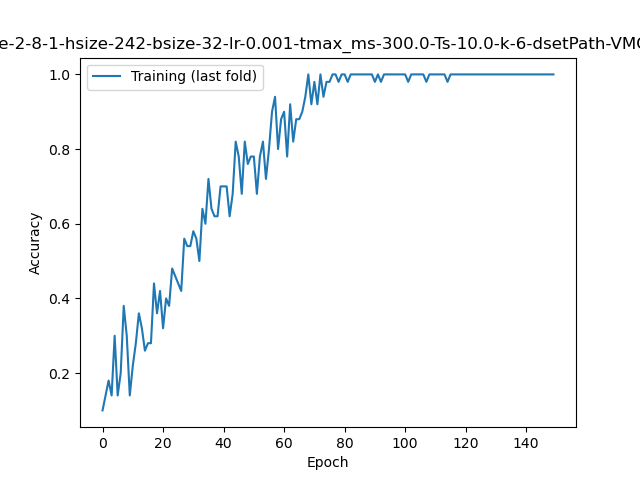 e-2-8-1-hsize-242-bsize-32-lr-0.001-tmax_ms-300.0-Ts-10.0-k-6-dsetPath-VMC
Training (last fold)
1.0
0.8
0.6
0.4
0.2
Accuracy
0 20 40 60 80 100 120 140
Epoch